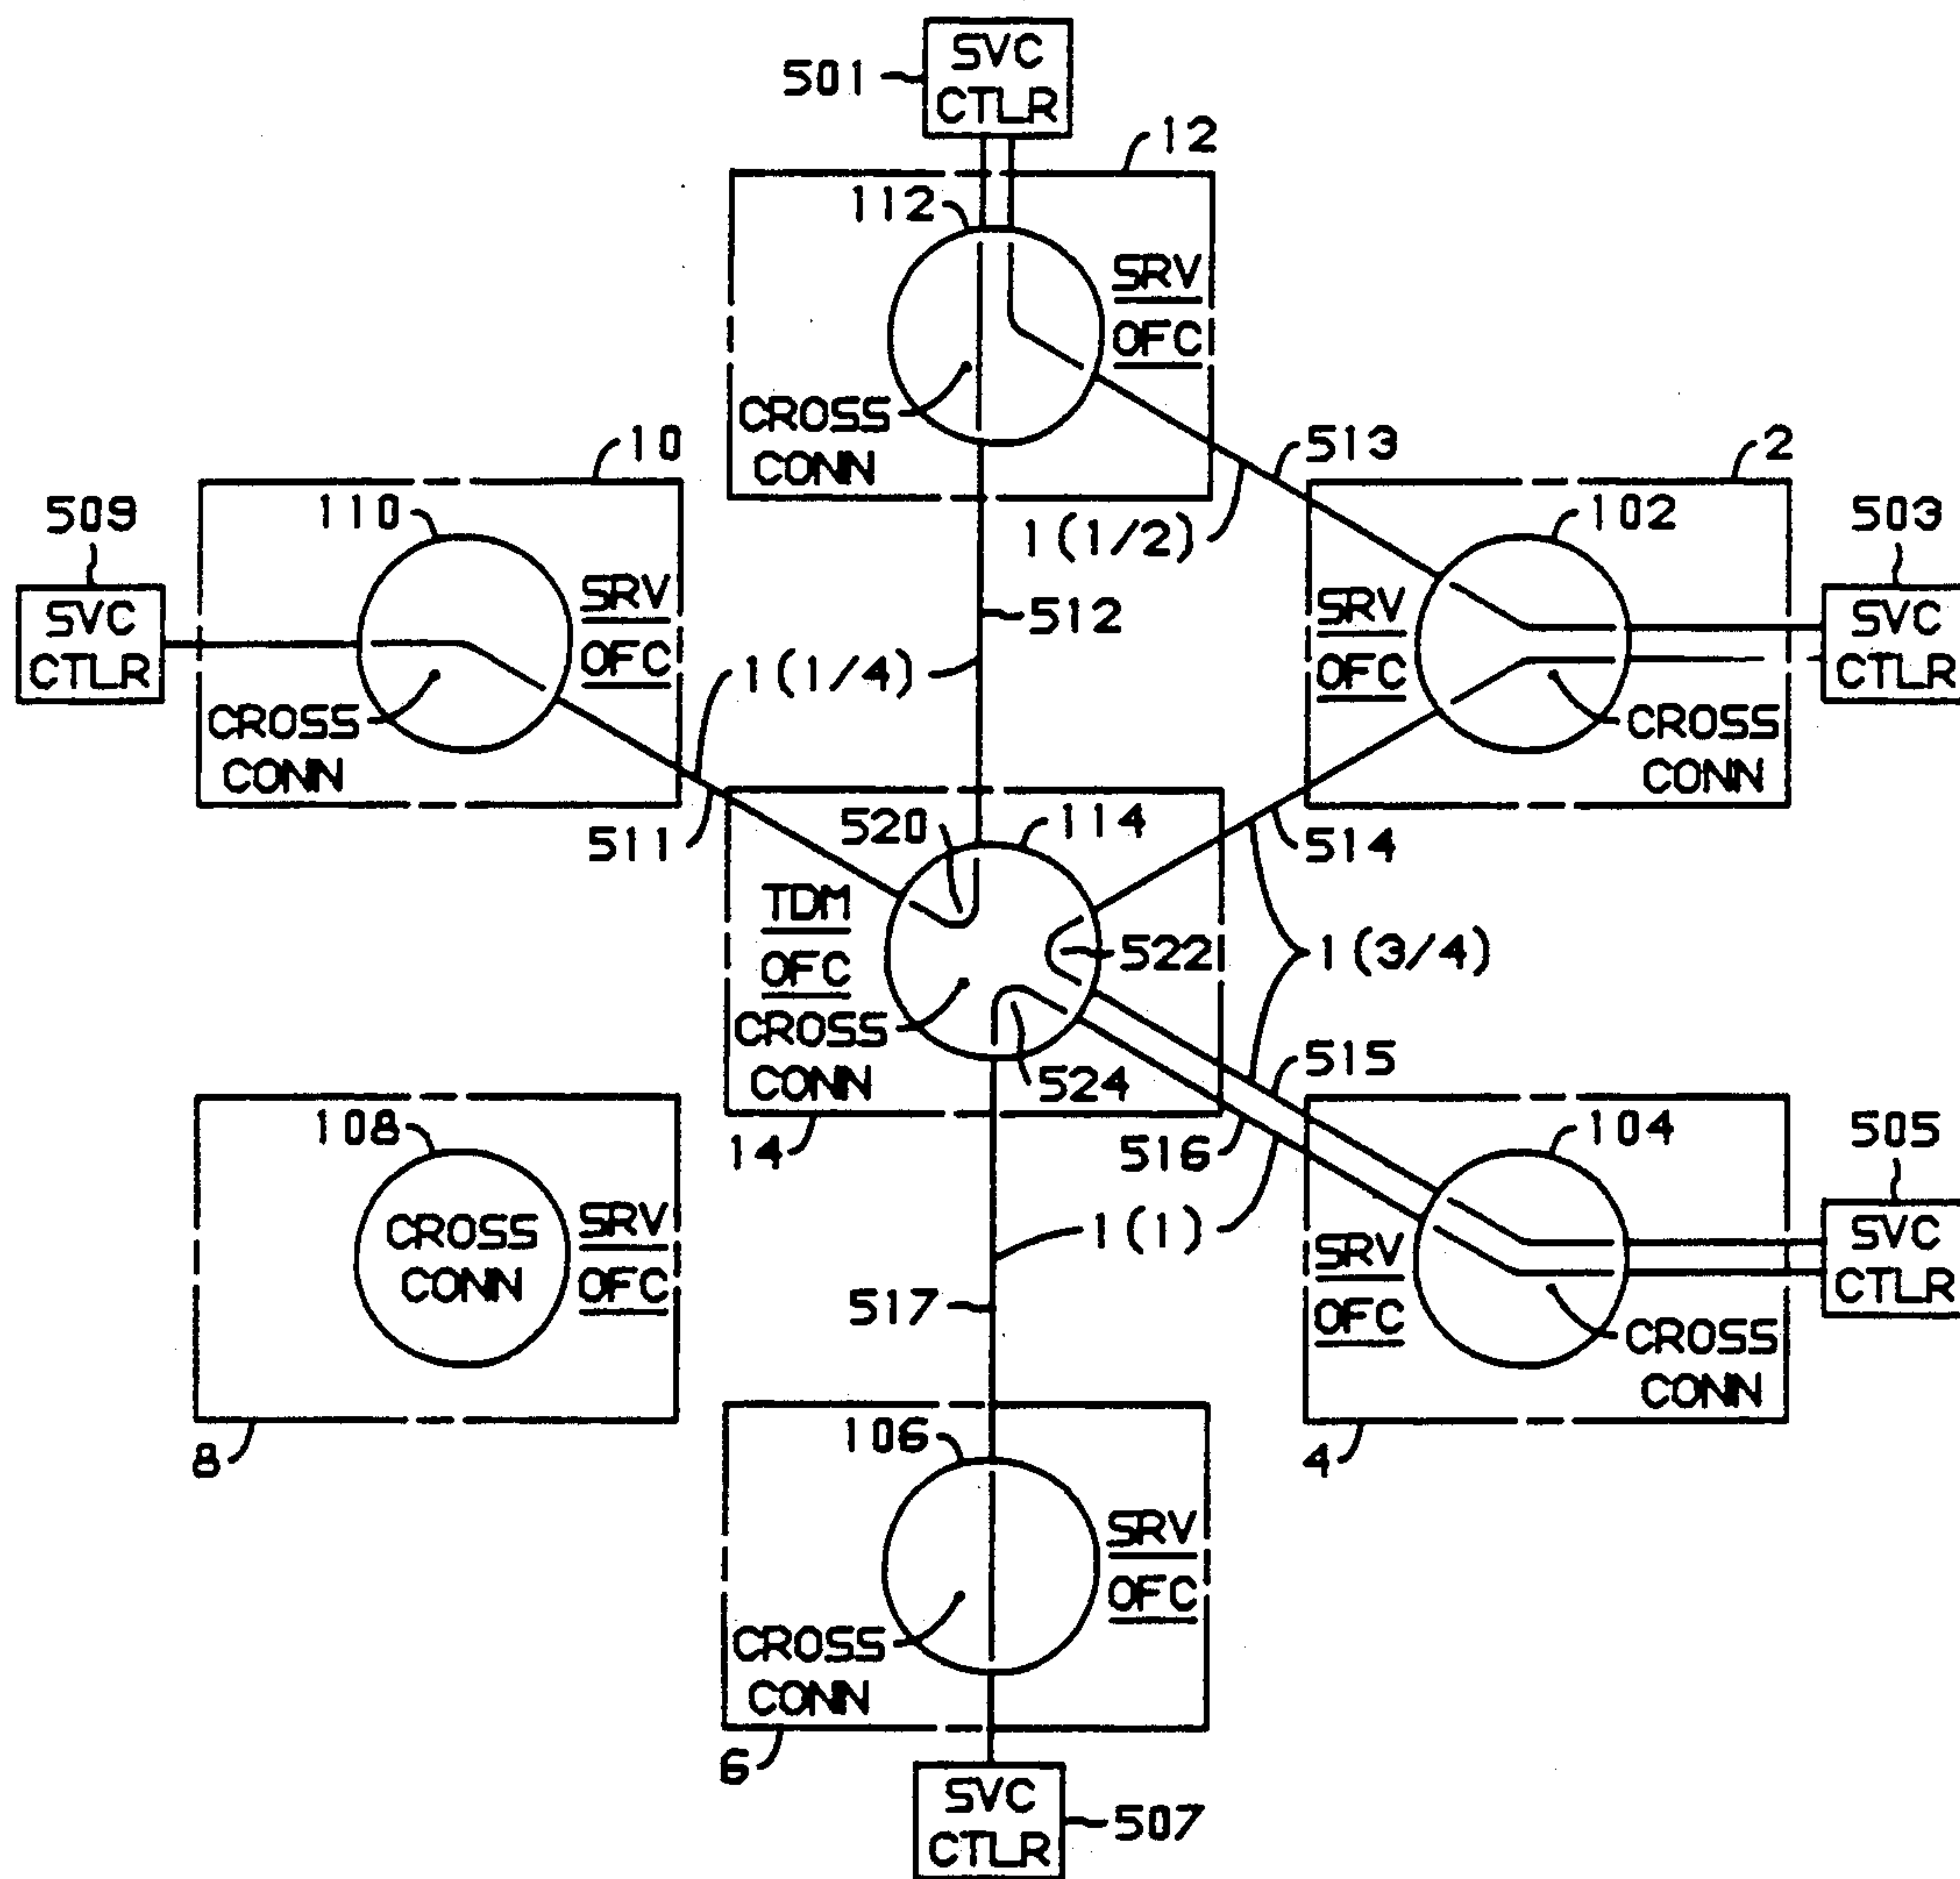 SVC
CTLR
501
12
112
SRV
OFC
CROSS
CONN
10
513
2
509
110
1(1/2)
102
503
SVC
CTLR
SRV
OFC
512
SRV
OFC
SVC
CTLR
1(1/4)
CROSS
CONN
CROSS
CONN
511
520
114
514
TDM
OFC
522
1(3/4)
CROSS
CONN
524
515
108
14
516
104
505
CROSS
CONN
SRV
OFC
1(1)
SRV
OFC
SVC
CTLR
517
CROSS
CONN
8
106
4
SRV
OFC
CROSS
CONN
6
SVC
CTLR
507